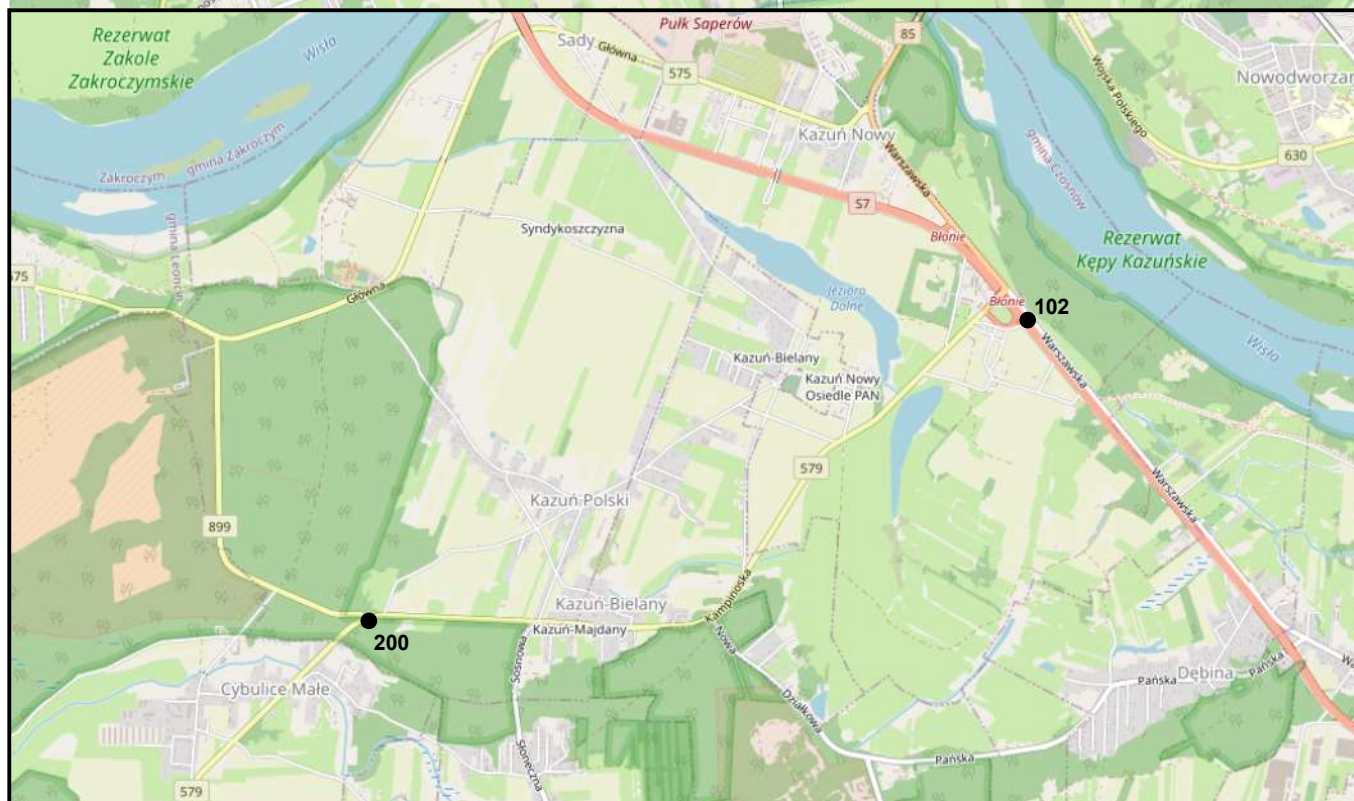 Rezerwat
Zakole
Zakroczymskie
Wisła
Sady
Główna
575
Pułk Saperów
85
Wojska Polskiego
Nowodworzan
Kazuń Nowy
630
gmina Zakroczym
Zakroczym
gmina Leoncin
Warszawska
gmina Czosnów
S7
Syndykoszczyzna
Błonie
Rezerwat
Kępy Kazuńskie
575
Główna
Jezioro
Dolne
Błonie
102
Warszawska
Wisła
Kazuń-Bielany
Kazuń Nowy
Osiedle PAN
579
Warszawska
Kazuń Polski
899
Kampinoska
Kazuń-Bielany
Kazuń-Majdany
200
Nowa
Sosnowa
Cybulice Małe
Działkowa
Pańska
Dębina
Pańska
Słoneczna
Pańska
579